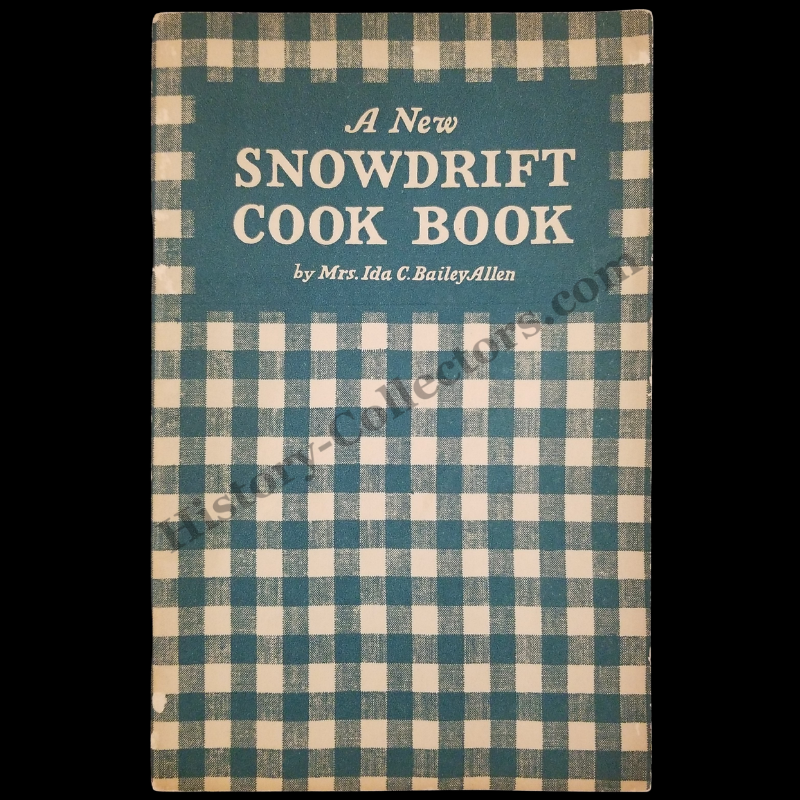 A New
SNOWDRIFT
COOK BOOK
by Mrs. Ida C. Bailey Allen
History-Collectors.com